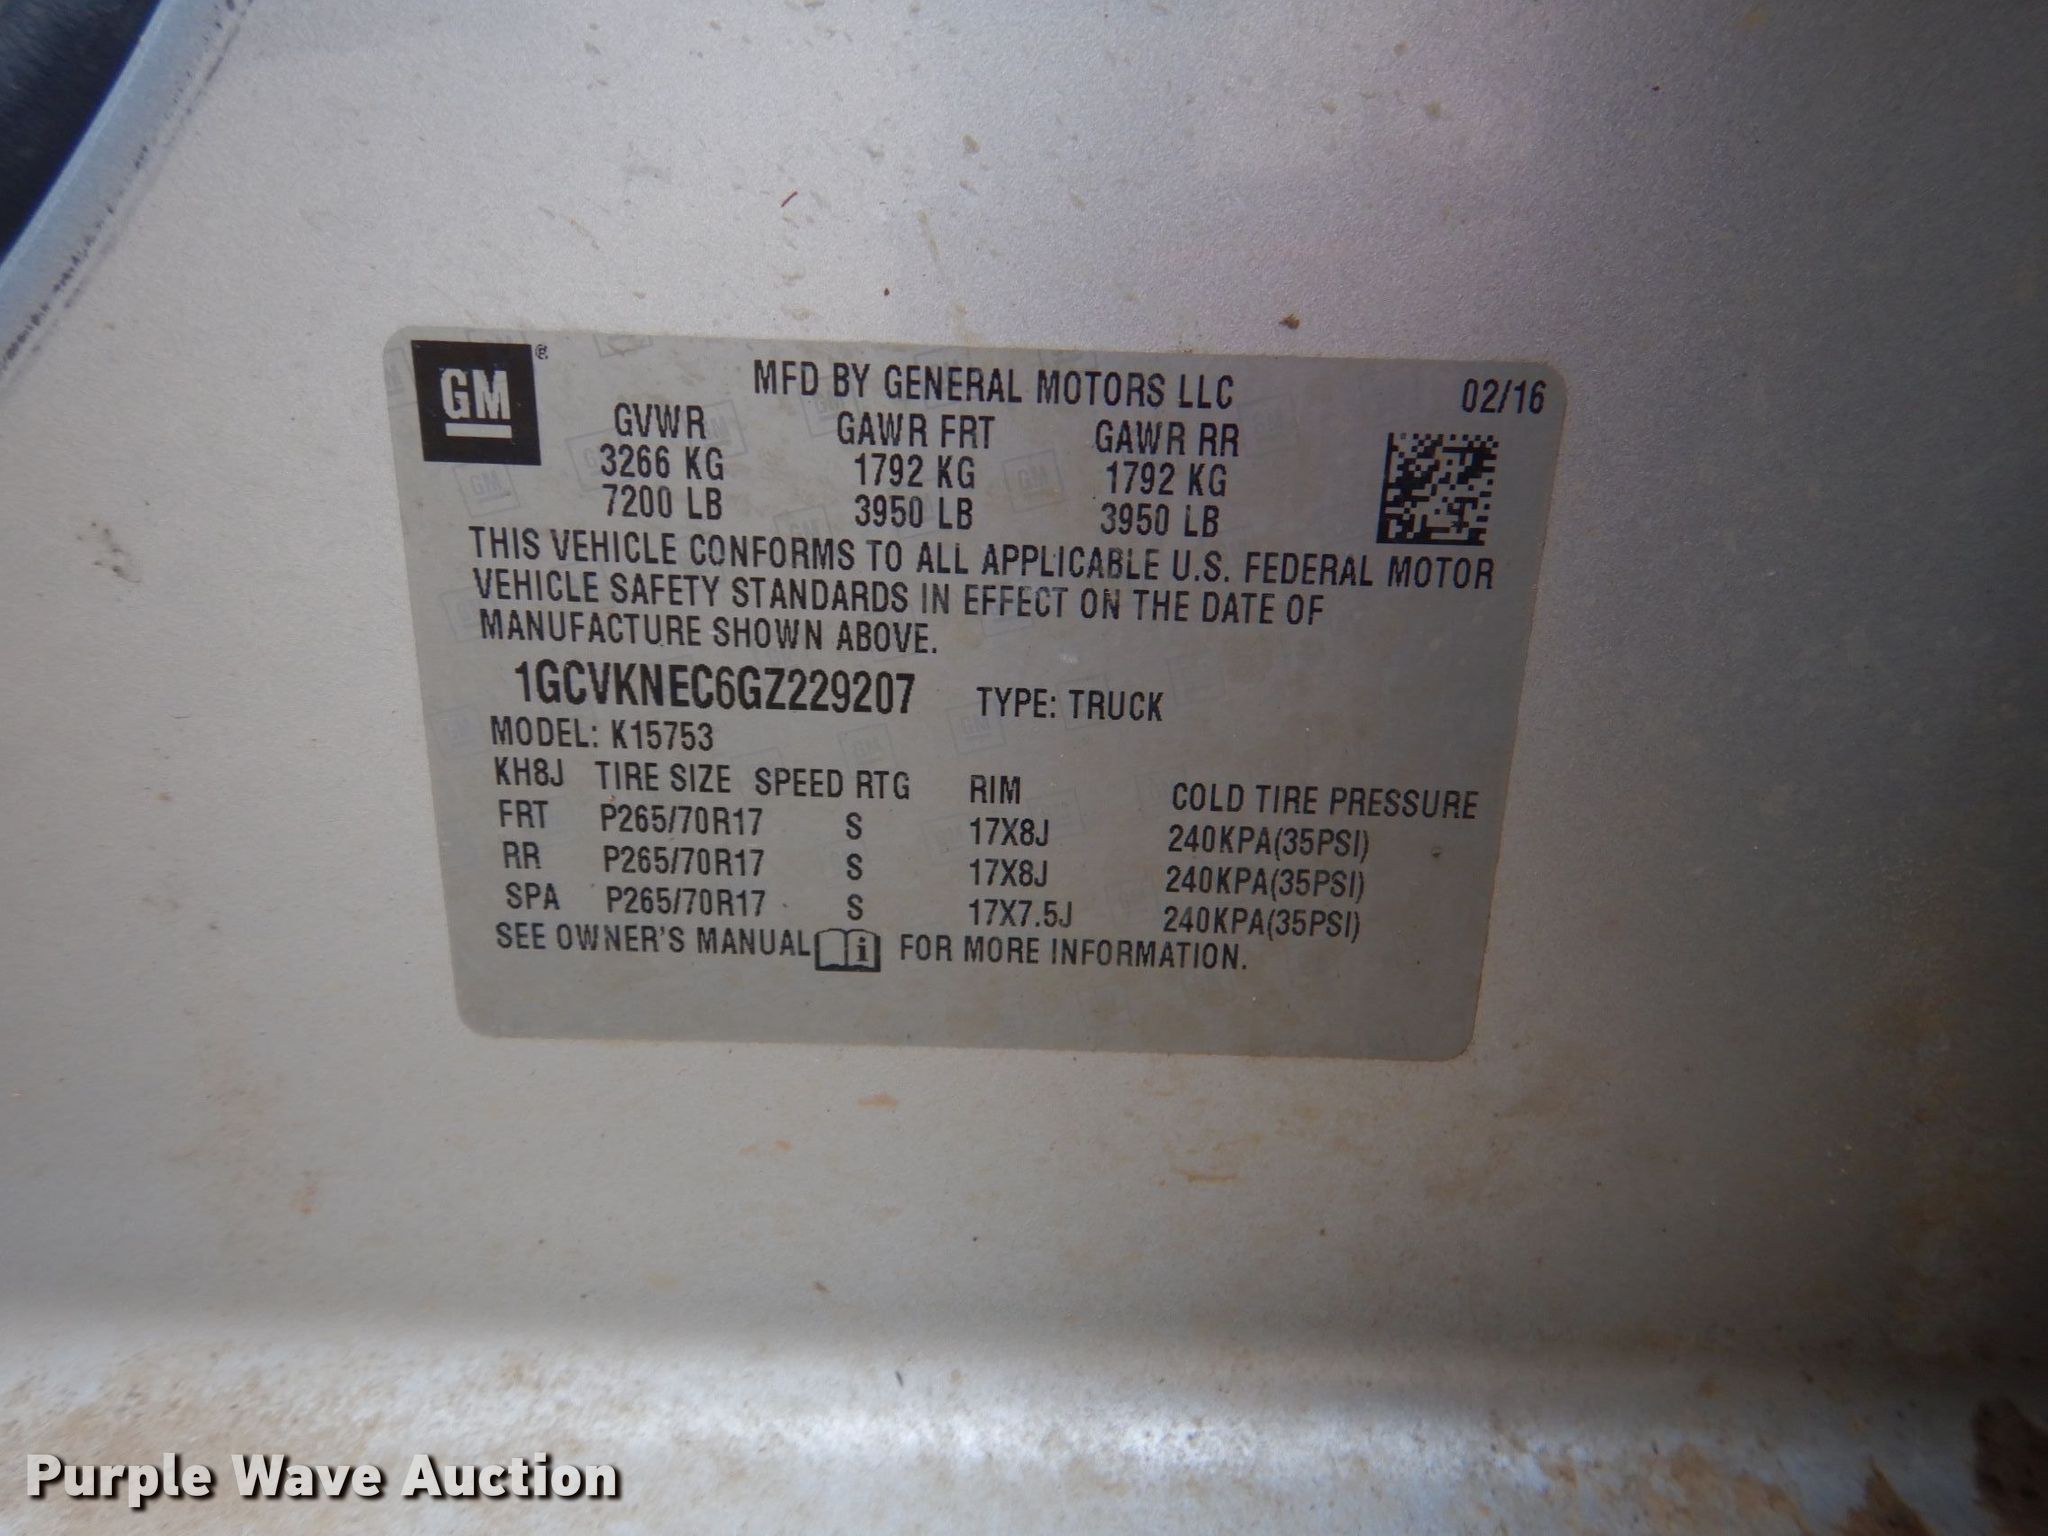 GM ®
MFD BY GENERAL MOTORS LLC 02/16
GVWR GAWR FRT GAWR RR
3266 KG 1792 KG 1792 KG
7200 LB 3950 LB 3950 LB
THIS VEHICLE CONFORMS TO ALL APPLICABLE U.S. FEDERAL MOTOR
VEHICLE SAFETY STANDARDS IN EFFECT ON THE DATE OF
MANUFACTURE SHOWN ABOVE.
1GCVKNEC6GZ229207 TYPE: TRUCK
MODEL: K15753
KH8J TIRE SIZE SPEED RTG RIM COLD TIRE PRESSURE
FRT P265/70R17 S 17X8J 240KPA(35PSI)
RR P265/70R17 S 17X8J 240KPA(35PSI)
SPA P265/70R17 S 17X7.5J 240KPA(35PSI)
SEE OWNER'S MANUAL i FOR MORE INFORMATION.
Purple Wave Auction